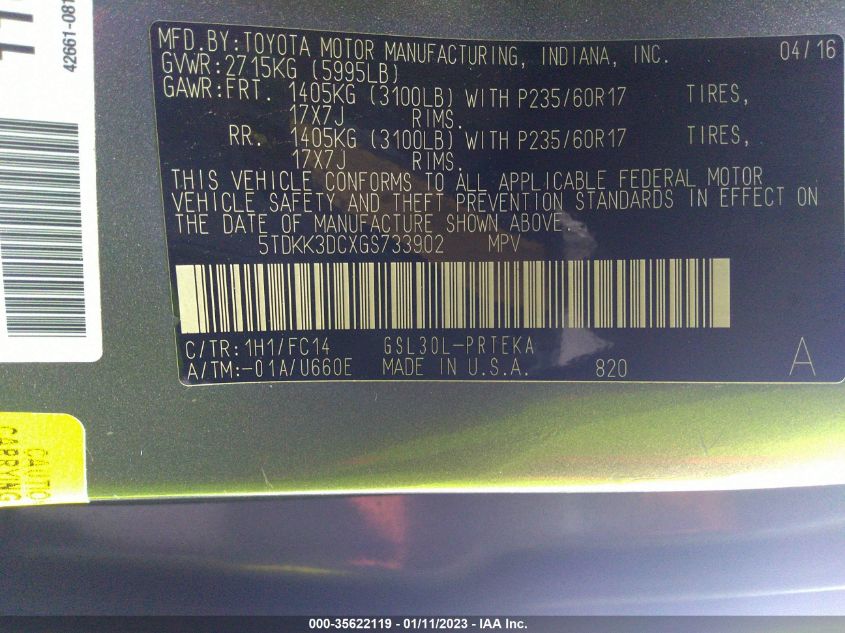 MFD.BY:TOYOTA MOTOR MANUFACTURING, INDIANA, INC. 04/16
GVWR:2715KG (5995LB)
GAWR:FRT. 1405KG (3100LB) WITH P235/60R17 TIRES,
17X7J RIMS.
RR. 1405KG (3100LB) WITH P235/60R17 TIRES,
17X7J RIMS.
THIS VEHICLE CONFORMS TO ALL APPLICABLE FEDERAL MOTOR
VEHICLE SAFETY AND THEFT PREVENTION STANDARDS IN EFFECT ON
THE DATE OF MANUFACTURE SHOWN ABOVE.
5TDKK3DCXGS733902 MPV
C/TR:1H1/FC14 GSL30L-PRTEKA
A/TM:-01A/U660E MADE IN U.S.A. 820 A
42661-081
CAUTIO
CARRYING
000-35622119 - 01/11/2023 - IAA Inc.